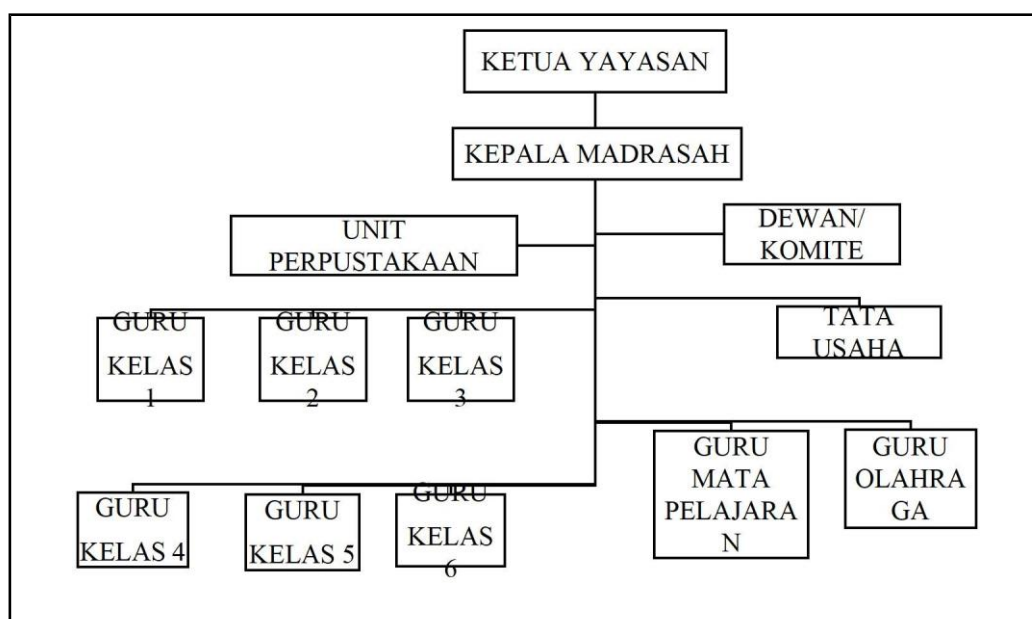 KETUA YAYASAN
KEPALA MADRASAH
UNIT
PERPUSTAKAAN
DEWAN/
KOMITE
GURU
KELAS
1
GURU
KELAS
2
GURU
KELAS
3
TATA
USAHA
GURU
MATA
PELAJARA
N
GURU
OLAHRA
GA
GURU
KELAS 4
GURU
KELAS 5
GURU
KELAS
6